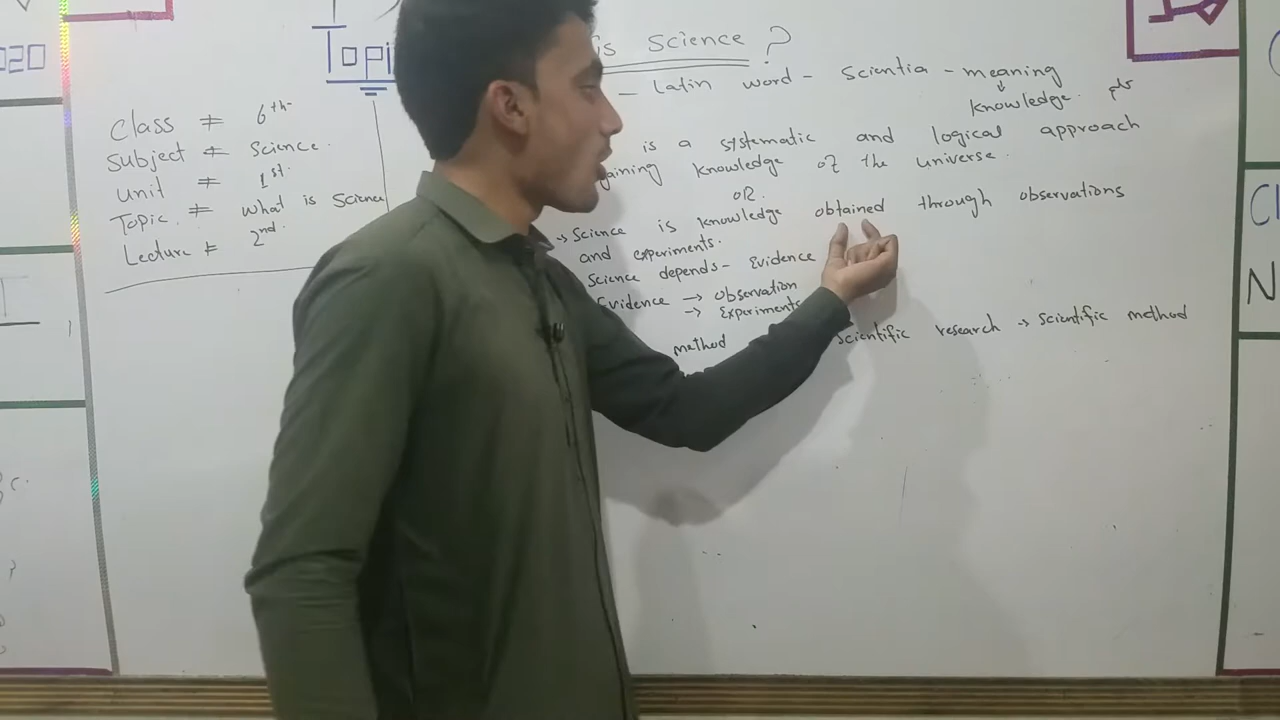 020
Topi
is Science ?
Class # 6th
Subject # Science.
Unit # 1st.
Topic. # What is Science
Lecture # 2nd.
- Latin word - Scientia - meaning
↓
Knowledge.
is a systematic and logical approach
gaining knowledge of the universe.
OR.
→ Science is knowledge obtained through observations
and experiments.
Science depends - Evidence
Evidence → observation
→ Experiments
method scientific research → scientific method